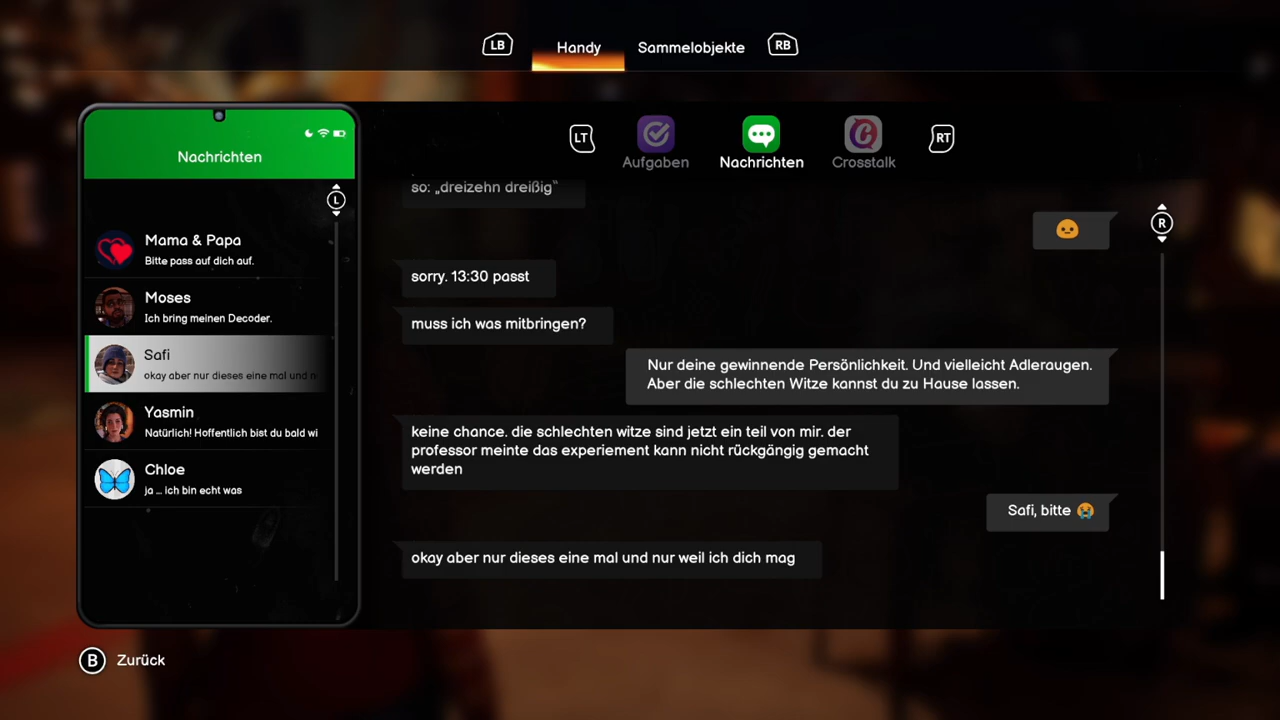 LB
Handy
Sammelobjekte
RB
Nachrichten
LT
Aufgaben
Nachrichten
Crosstalk
RT
L
Mama & Papa
Bitte pass auf dich auf.
Moses
Ich bring meinen Decoder.
Safi
okay aber nur dieses eine mal und n
Yasmin
Natürlich! Hoffentlich bist du bald wi
Chloe
ja ... ich bin echt was
so: „dreizehn dreißig“
R
sorry. 13:30 passt
muss ich was mitbringen?
Nur deine gewinnende Persönlichkeit. Und vielleicht Adleraugen.
Aber die schlechten Witze kannst du zu Hause lassen.
keine chance. die schlechten witze sind jetzt ein teil von mir. der
professor meinte das experiement kann nicht rückgängig gemacht
werden
Safi, bitte 😭
okay aber nur dieses eine mal und nur weil ich dich mag
B
Zurück